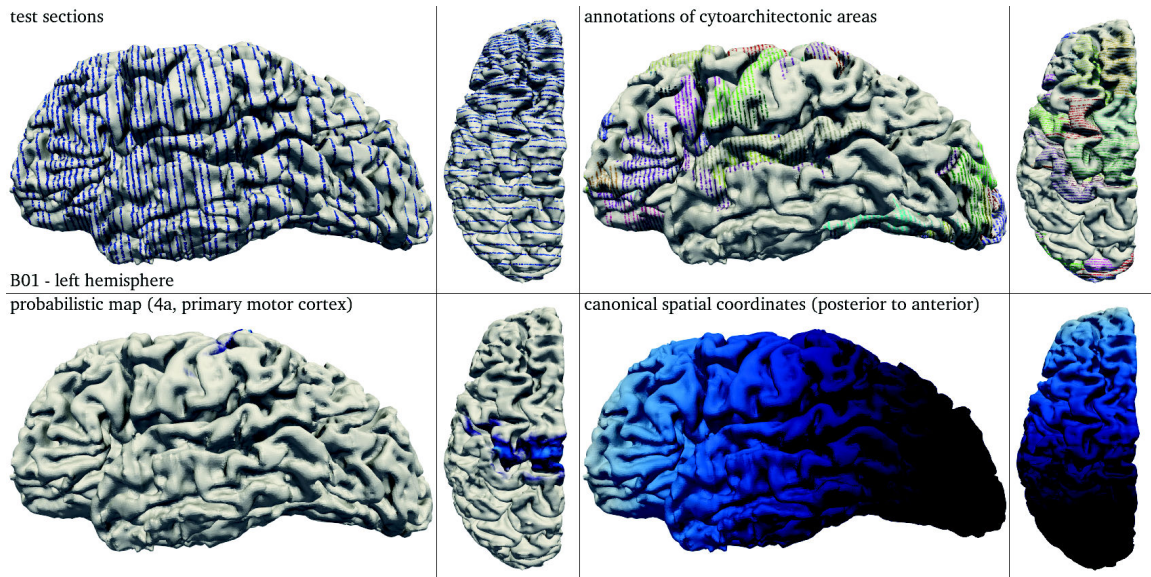 test sections
annotations of cytoarchitectonic areas
B01 - left hemisphere
probabilistic map (4a, primary motor cortex)
canonical spatial coordinates (posterior to anterior)